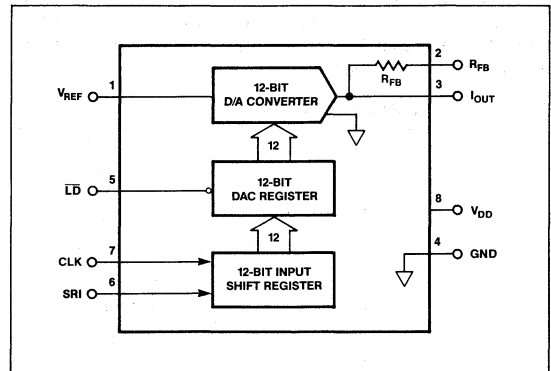 2
R_FB
R_FB
3
I_OUT
1
V_REF
12-BIT
D/A CONVERTER
12
5
L̅D̅
12-BIT
DAC REGISTER
8
V_DD
12
4
GND
7
CLK
12-BIT INPUT
SHIFT REGISTER
6
SRI